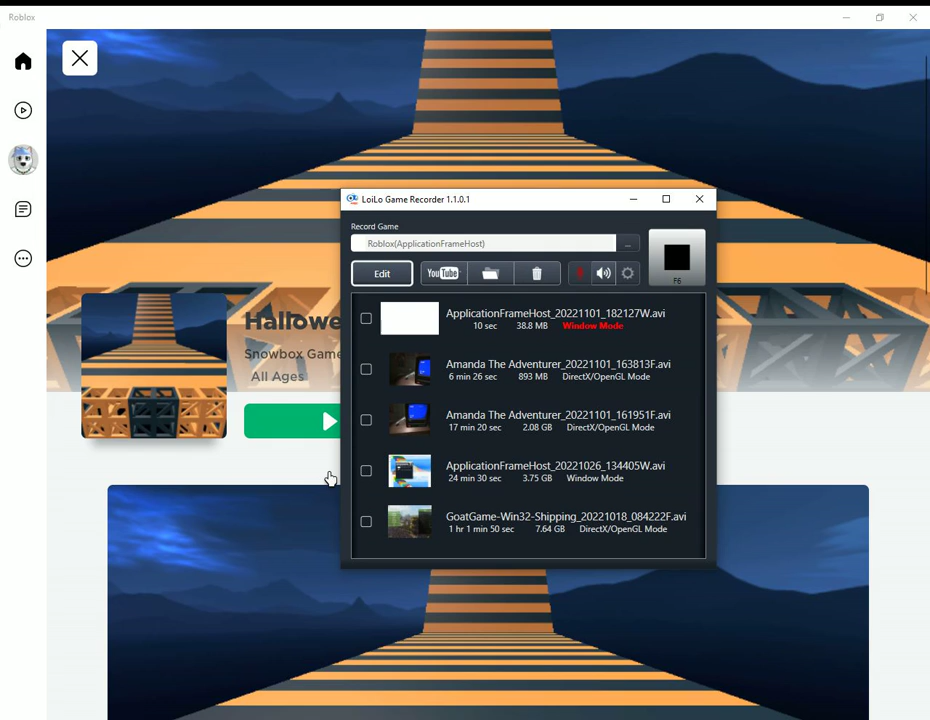 Roblox
LoiLo Game Recorder 1.1.0.1
Record Game
Roblox(ApplicationFrameHost)
...
Edit
YouTube
F6
ApplicationFrameHost_20221101_182127W.avi
10 sec 38.8 MB Window Mode
Amanda The Adventurer_20221101_163813F.avi
6 min 26 sec 893 MB DirectX/OpenGL Mode
Amanda The Adventurer_20221101_161951F.avi
17 min 20 sec 2.08 GB DirectX/OpenGL Mode
ApplicationFrameHost_20221026_134405W.avi
24 min 30 sec 3.75 GB Window Mode
GoatGame-Win32-Shipping_20221018_084222F.avi
1 hr 1 min 50 sec 7.64 GB DirectX/OpenGL Mode
Hallowe
Snowbox Game
All Ages